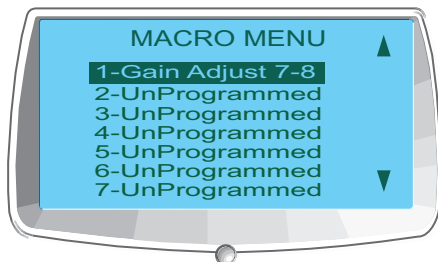 MACRO MENU
1-Gain Adjust 7-8
2-UnProgrammed
3-UnProgrammed
4-UnProgrammed
5-UnProgrammed
6-UnProgrammed
7-UnProgrammed